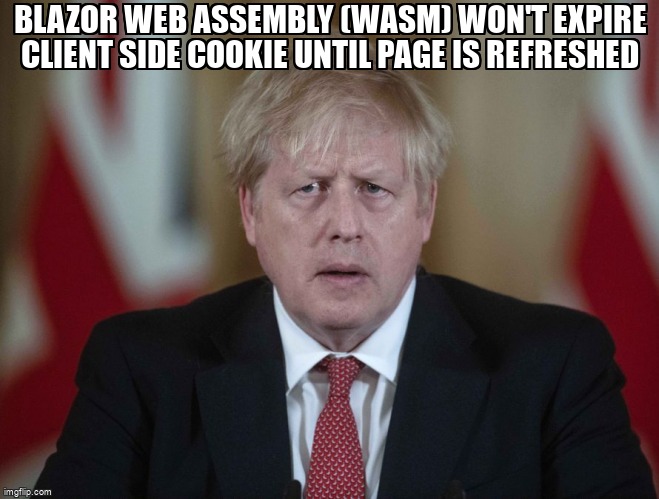 BLAZOR WEB ASSEMBLY (WASM) WON'T EXPIRE
CLIENT SIDE COOKIE UNTIL PAGE IS REFRESHED
imgflip.com